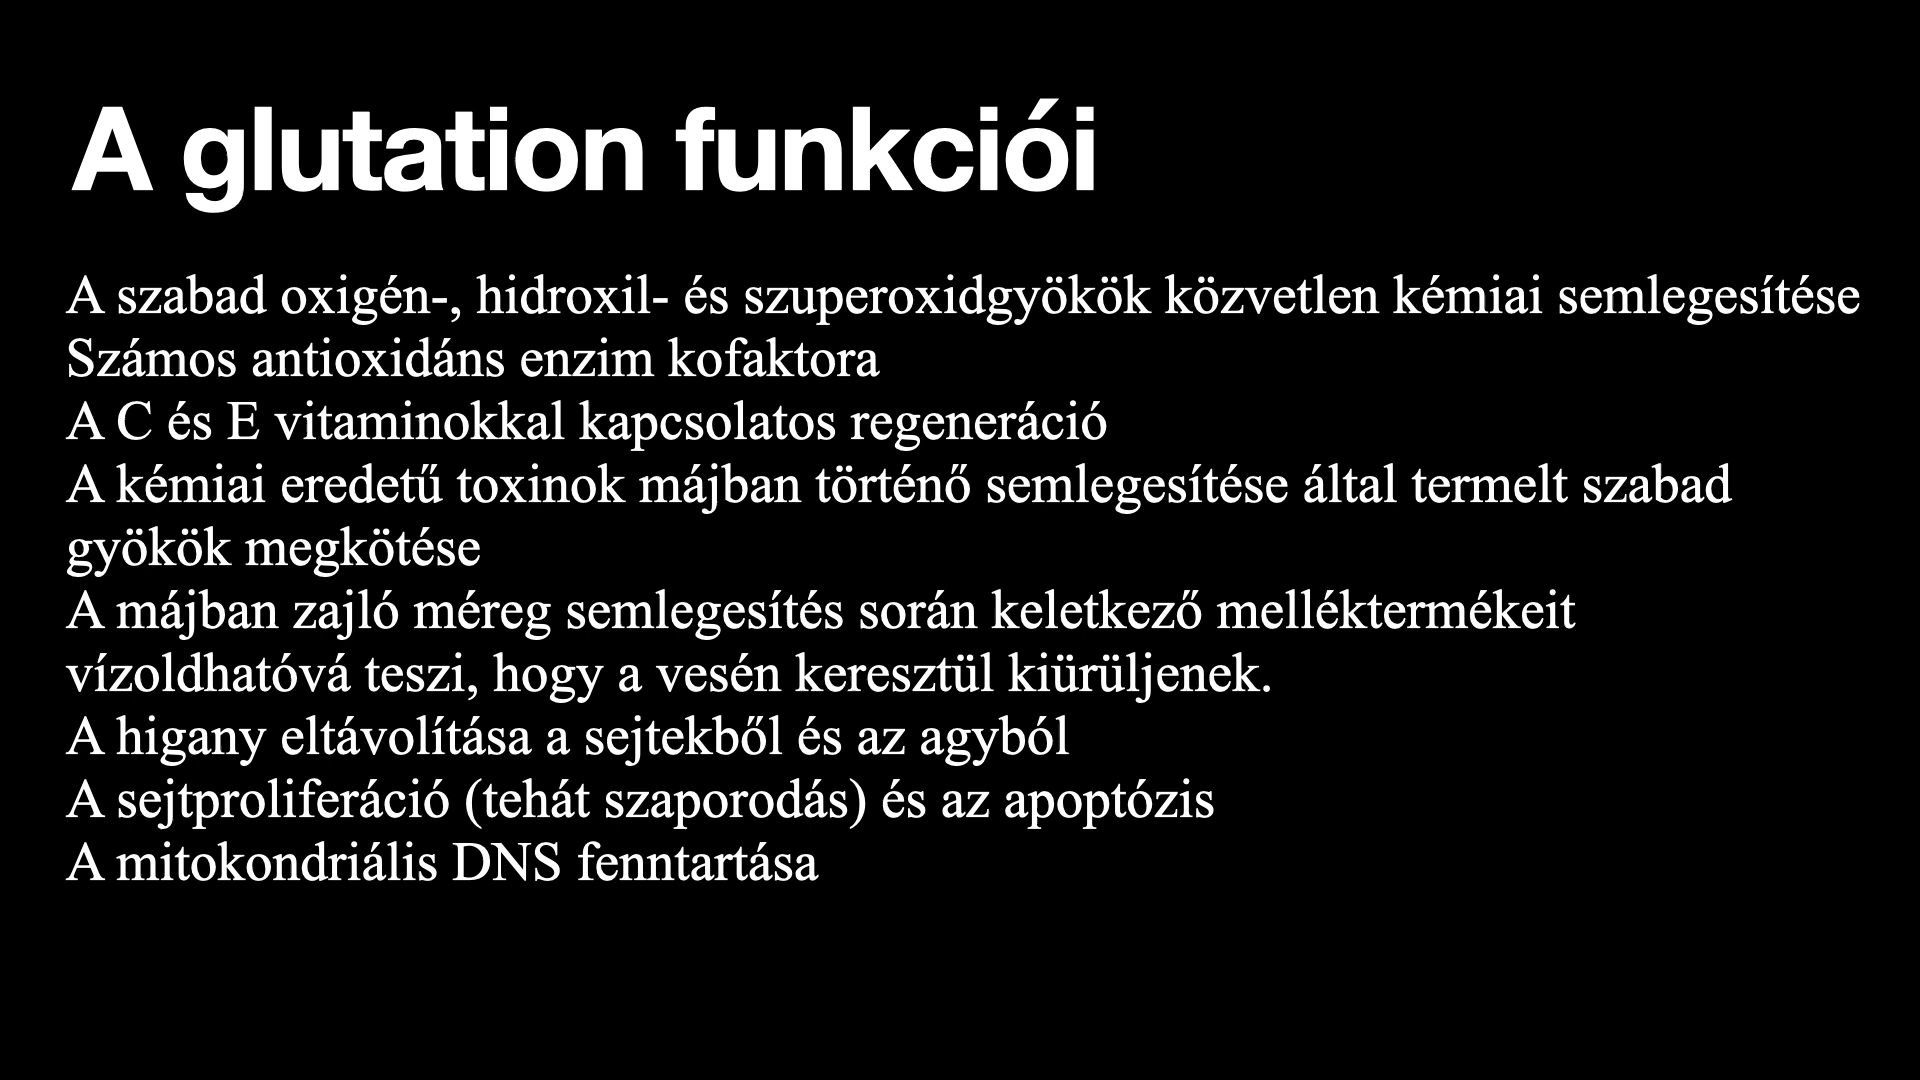 A glutation funkciói
A szabad oxigén-, hidroxil- és szuperoxidgyökök közvetlen kémiai semlegesítése
Számos antioxidáns enzim kofaktora
A C és E vitaminokkal kapcsolatos regeneráció
A kémiai eredetű toxinok májban történő semlegesítése által termelt szabad
gyökök megkötése
A májban zajló méreg semlegesítés során keletkező melléktermékeit
vízoldhatóvá teszi, hogy a vesén keresztül kiürüljenek.
A higany eltávolítása a sejtekből és az agyból
A sejtproliferáció (tehát szaporodás) és az apoptózis
A mitokondriális DNS fenntartása